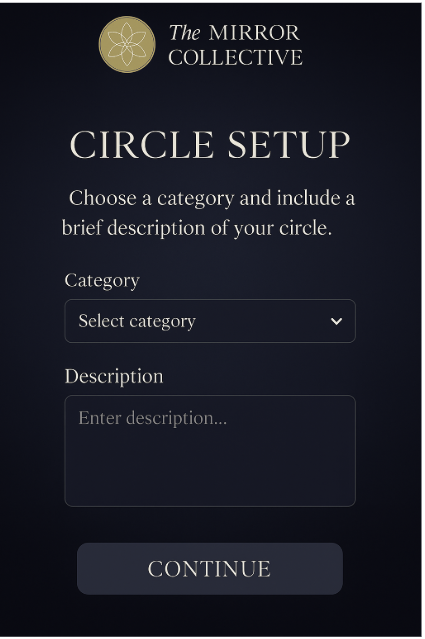 The MIRROR
COLLECTIVE
CIRCLE SETUP
Choose a category and include a
brief description of your circle.
Category
Select category
Description
Enter description...
CONTINUE